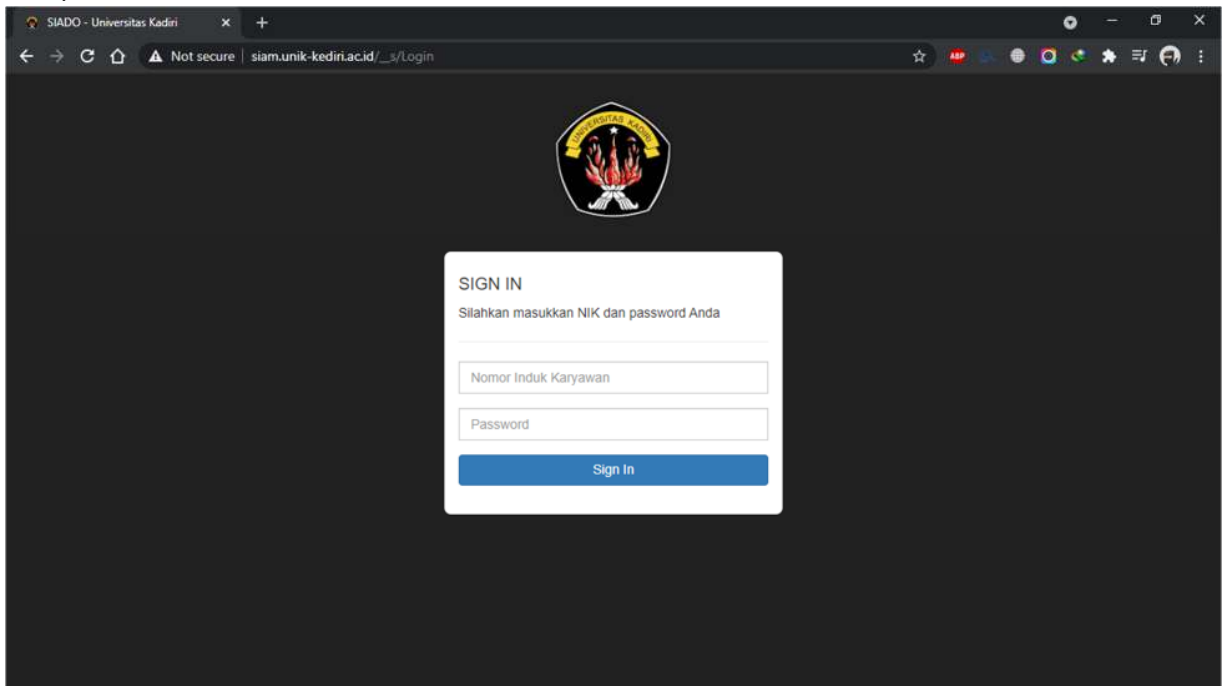 SIADO - Universitas Kadiri
Not secure | siam.unik-kediri.ac.id/__s/Login
ABP
UNIVERSITAS KADIRI
SIGN IN
Silahkan masukkan NIK dan password Anda
Nomor Induk Karyawan
Password
Sign In